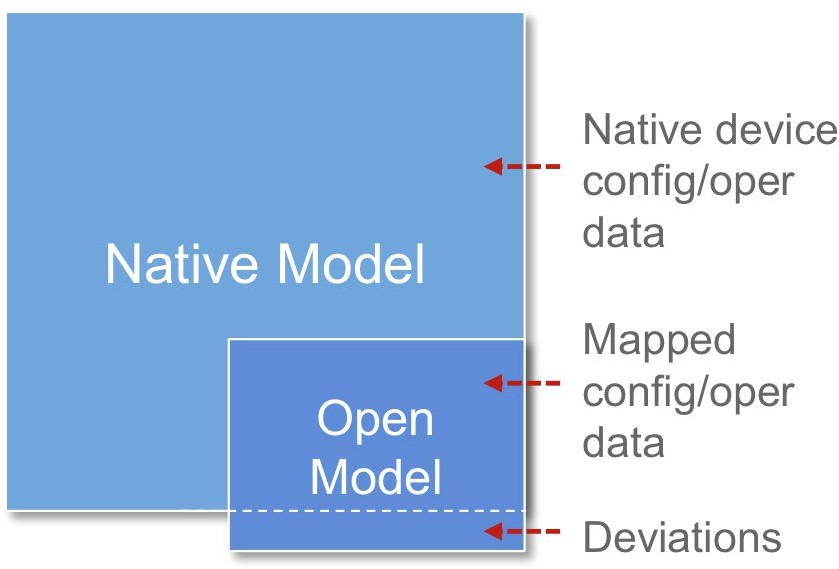 Native Model
Open
Model
Native device
config/oper
data
Mapped
config/oper
data
Deviations